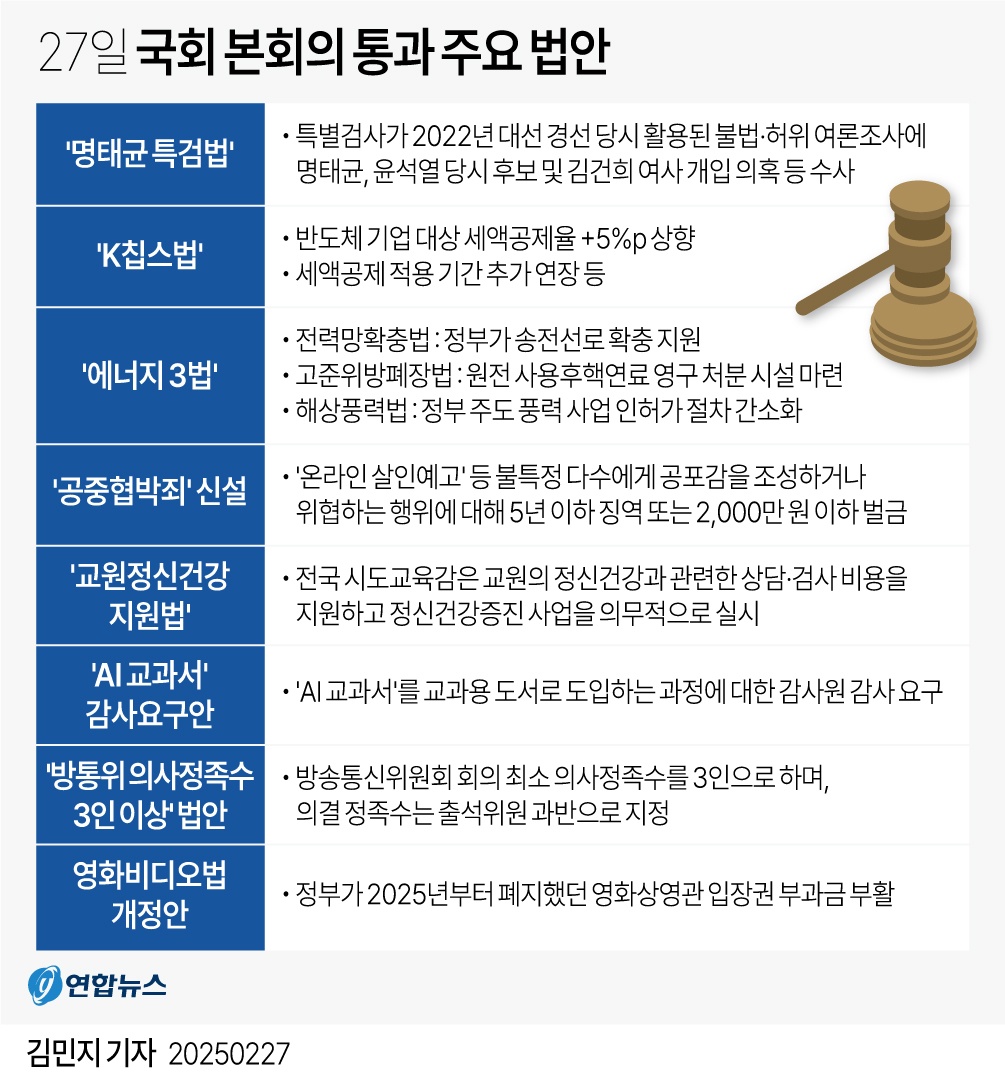 27일 국회 본회의 통과 주요 법안
'명태균 특검법'
• 특별검사가 2022년 대선 경선 당시 활용된 불법·허위 여론조사에
명태균, 윤석열 당시 후보 및 김건희 여사 개입 의혹 등 수사
'K칩스법'
• 반도체 기업 대상 세액공제율 +5%p 상향
• 세액공제 적용 기간 추가 연장 등
'에너지 3법'
• 전력망확충법 : 정부가 송전선로 확충 지원
• 고준위방폐장법 : 원전 사용후핵연료 영구 처분 시설 마련
• 해상풍력법 : 정부 주도 풍력 사업 인허가 절차 간소화
'공중협박죄' 신설
• '온라인 살인예고' 등 불특정 다수에게 공포감을 조성하거나
위협하는 행위에 대해 5년 이하 징역 또는 2,000만 원 이하 벌금
'교원정신건강
지원법'
• 전국 시도교육감은 교원의 정신건강과 관련한 상담·검사 비용을
지원하고 정신건강증진 사업을 의무적으로 실시
'AI 교과서'
감사요구안
• 'AI 교과서'를 교과용 도서로 도입하는 과정에 대한 감사원 감사 요구
'방통위 의사정족수
3인 이상' 법안
• 방송통신위원회 회의 최소 의사정족수를 3인으로 하며,
의결 정족수는 출석위원 과반으로 지정
영화비디오법
개정안
• 정부가 2025년부터 폐지했던 영화상영관 입장권 부과금 부활
y 연합뉴스
김민지 기자 20250227